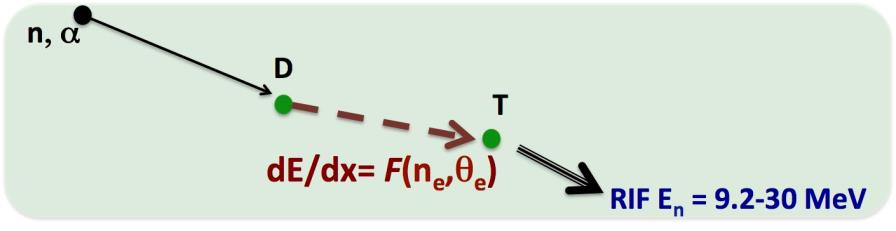 n, α
D
T
dE/dx= F(nₑ,θₑ)
RIF Eₙ = 9.2-30 MeV